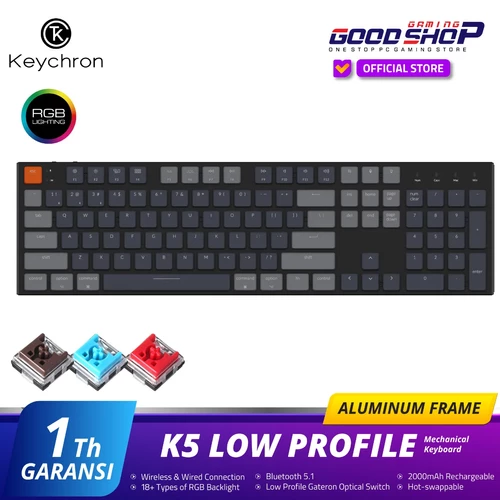 Keychron
GAMING
GOOD SHOP
ONE STOP PC GAMING STORE
OFFICIAL STORE
RGB
LIGHTING
ALUMINUM FRAME
1 Th
GARANSI
K5 LOW PROFILE
Mechanical
Keyboard
• Wireless & Wired Connection
• Bluetooth 5.1
• 2000mAh Rechargeable
• 18+ Types of RGB Backlight
• Low Profile Gateron Optical Switch
• Hot-swappable